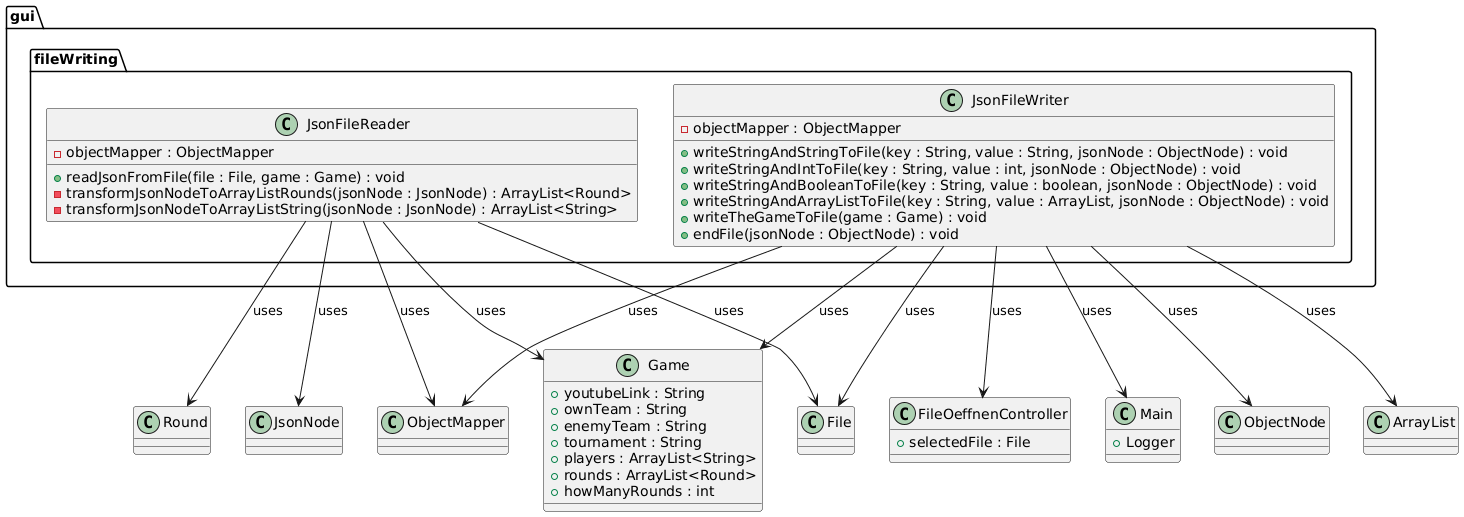 gui
fileWriting
C JsonFileReader
objectMapper : ObjectMapper
readJsonFromFile(file : File, game : Game) : void
transformJsonNodeToArrayListRounds(jsonNode : JsonNode) : ArrayList<Round>
transformJsonNodeToArrayListString(jsonNode : JsonNode) : ArrayList<String>
C JsonFileWriter
objectMapper : ObjectMapper
writeStringAndStringToFile(key : String, value : String, jsonNode : ObjectNode) : void
writeStringAndIntToFile(key : String, value : int, jsonNode : ObjectNode) : void
writeStringAndBooleanToFile(key : String, value : boolean, jsonNode : ObjectNode) : void
writeStringAndArrayListToFile(key : String, value : ArrayList, jsonNode : ObjectNode) : void
writeTheGameToFile(game : Game) : void
endFile(jsonNode : ObjectNode) : void
uses
uses
uses
uses
uses
uses
uses
uses
uses
uses
uses
uses
C Round
C JsonNode
C ObjectMapper
C Game
youtubeLink : String
ownTeam : String
enemyTeam : String
tournament : String
players : ArrayList<String>
rounds : ArrayList<Round>
howManyRounds : int
C File
C FileOeffnenController
selectedFile : File
C Main
Logger
C ObjectNode
C ArrayList